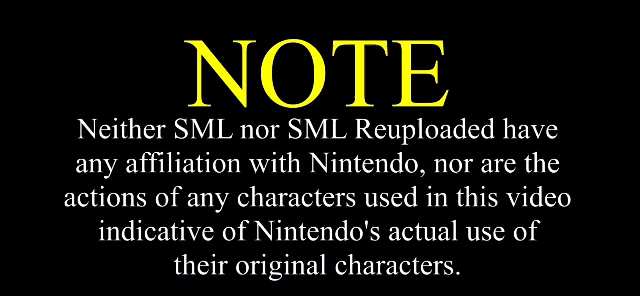 NOTE
Neither SML nor SML Reuploaded have
any affiliation with Nintendo, nor are the
actions of any characters used in this video
indicative of Nintendo's actual use of
their original characters.